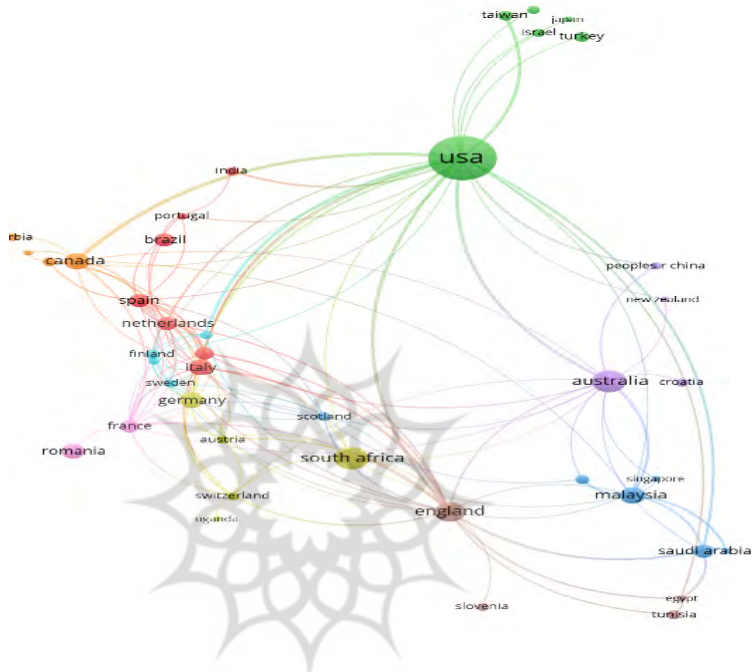 taiwan
japan
israel
turkey
usa
india
portugal
brazil
rbia
canada
peoples r china
spain
new zealand
netherlands
finland
italy
australia
croatia
sweden
germany
scotland
france
austria
romania
south africa
singapore
switzerland
malaysia
england
uganda
saudi arabia
egypt
slovenia
tunisia